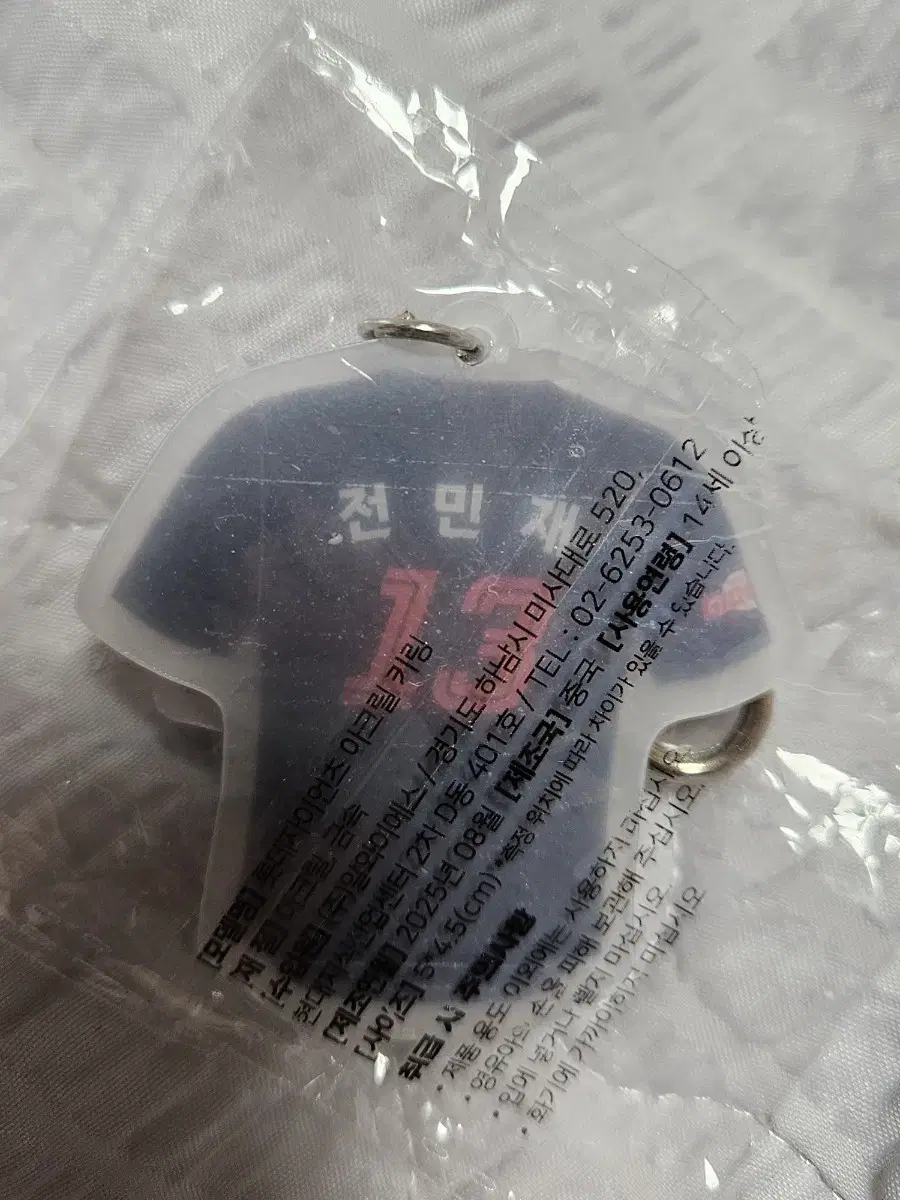 전 민 재
13
[모델명] 롯데자이언츠 아크릴 키링
[재 질] 아크릴, 금속
[수입원] (주)알와이에스 / 경기도 하남시 미사대로 520,
현대지식산업센터 2차 D동 401호 / TEL : 02-6253-0612
[제조연월] 2025년 08월 [제조국] 중국 [사용연령] 14세 이상
[사이즈] 5*4.5(cm) *측정 위치에 따라 차이가 있을 수 있습니다.
취급 시 주의사항
· 제품 용도 이외에는 사용하지 마십시오
· 영유아의 손을 피해 보관해 주십시오.
· 입에 넣거나 빨지 마십시오
· 화기에 가까이하지 마십시오